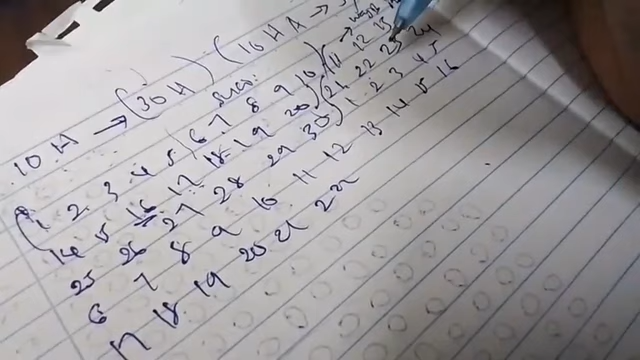 10 A → (30 A) (10 A →
1 2 3 4 5 6 7 8 9 10 11 12 13
14 15 16 17 18 19 20 21 22 23 24
25 26 27 28 29 30 1 2 3 4 5
6 7 8 9 10 11 12 13 14 15 16
17 18 19 20 21 22